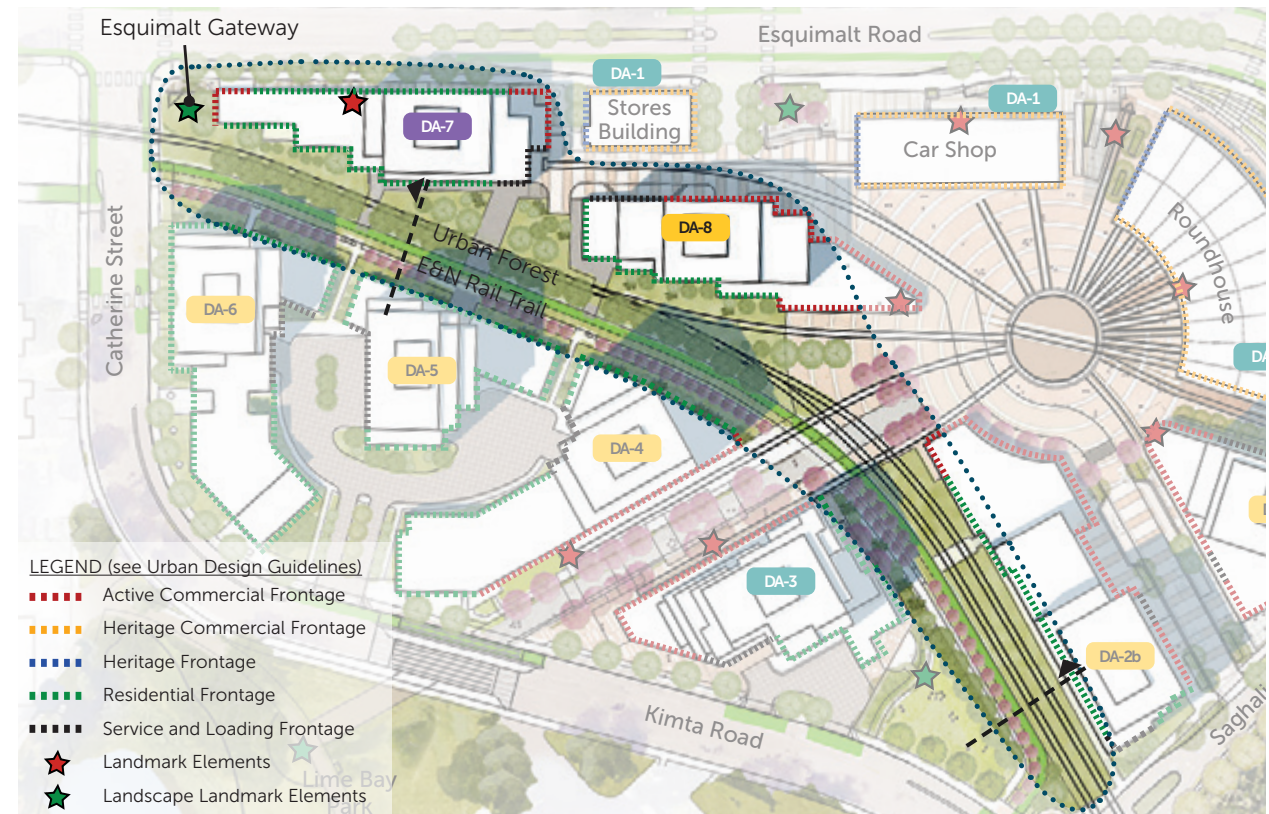 Esquimalt Gateway
Esquimalt Road
DA-1
DA-1
Stores
Building
DA-7
Car Shop
Catherine Street
Roundhouse
DA-8
Urban Forest
E&N Rail Trail
DA-6
DA-5
DA-4
DA-3
DA-2b
Kimta Road
LEGEND (see Urban Design Guidelines)
Active Commercial Frontage
Heritage Commercial Frontage
Heritage Frontage
Residential Frontage
Service and Loading Frontage
Landmark Elements
Landscape Landmark Elements
Lime Bay
Park